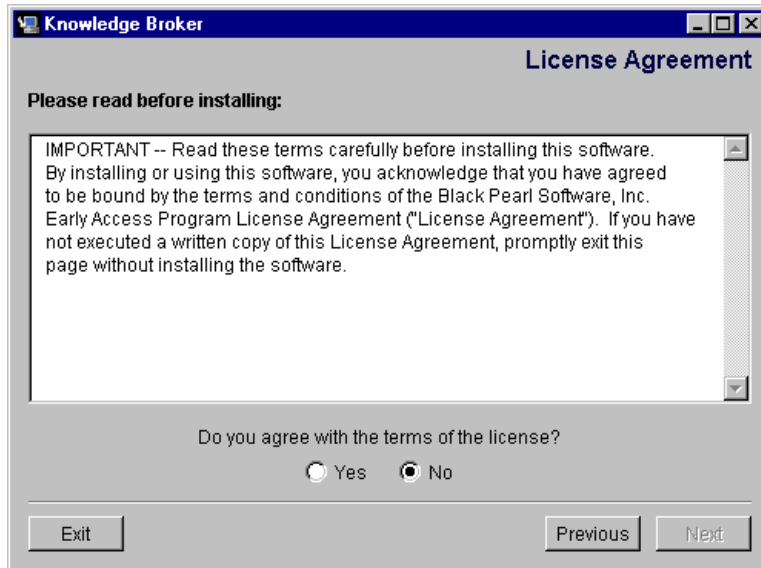 Knowledge Broker
License Agreement
Please read before installing:
IMPORTANT -- Read these terms carefully before installing this software.
By installing or using this software, you acknowledge that you have agreed
to be bound by the terms and conditions of the Black Pearl Software, Inc.
Early Access Program License Agreement ("License Agreement").  If you have
not executed a written copy of this License Agreement, promptly exit this
page without installing the software.
Do you agree with the terms of the license?
Yes No
Exit Previous Next